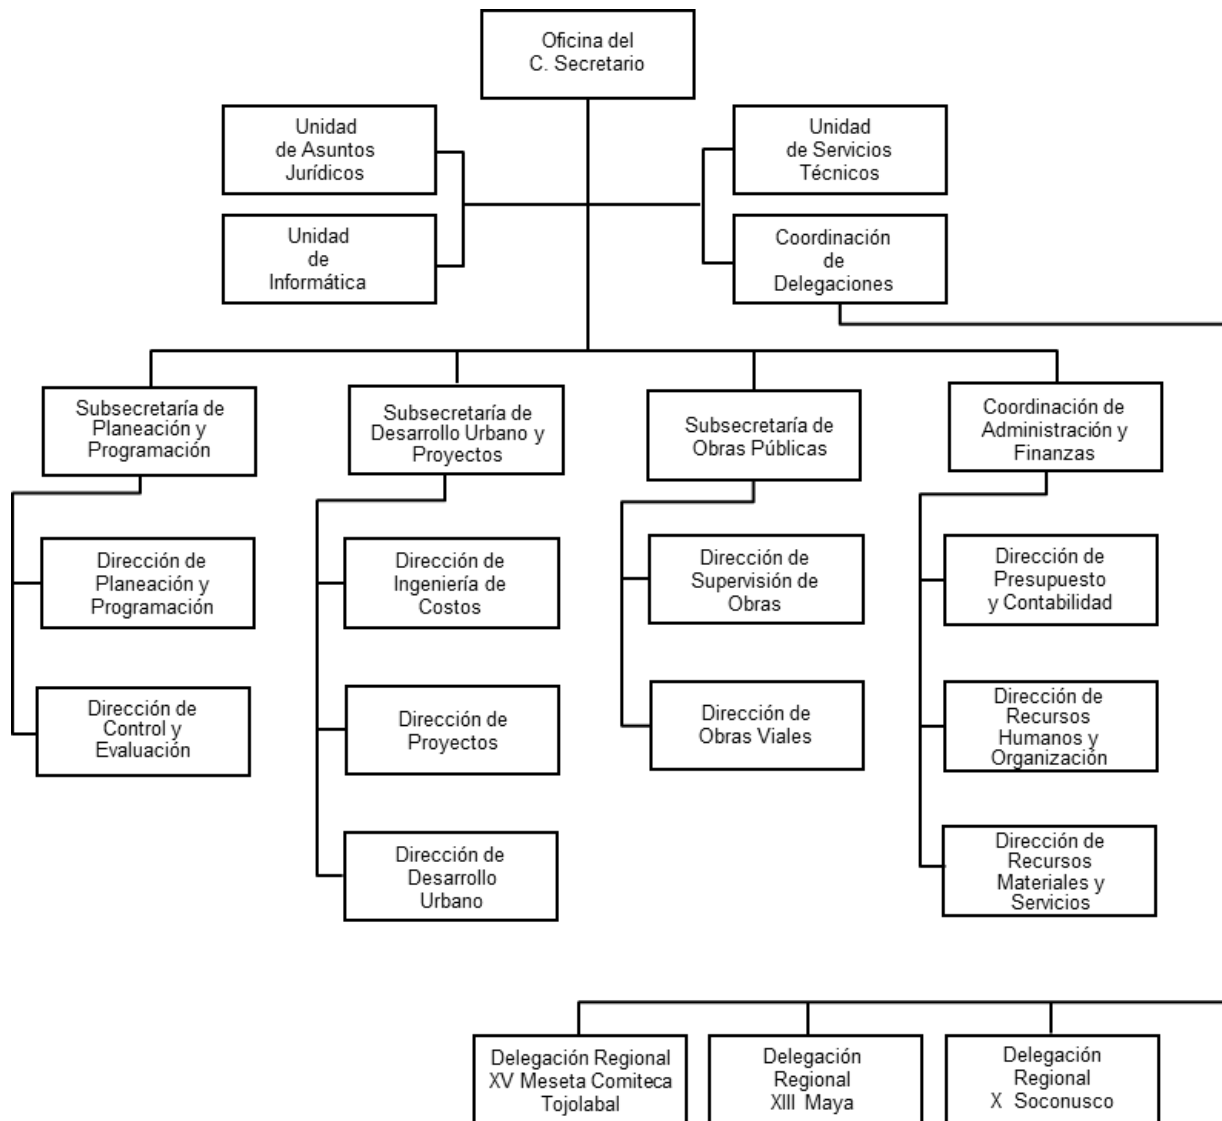 Oficina del
C. Secretario
Unidad
de Asuntos
Jurídicos
Unidad
de Servicios
Técnicos
Unidad
de
Informática
Coordinación
de
Delegaciones
Subsecretaría de
Planeación y
Programación
Subsecretaría de
Desarrollo Urbano y
Proyectos
Subsecretaría de
Obras Públicas
Coordinación de
Administración y
Finanzas
Dirección de
Planeación y
Programación
Dirección de
Ingeniería de
Costos
Dirección de
Supervisión de
Obras
Dirección de
Presupuesto
y Contabilidad
Dirección de
Control y
Evaluación
Dirección de
Proyectos
Dirección de
Obras Viales
Dirección de
Recursos
Humanos y
Organización
Dirección de
Desarrollo
Urbano
Dirección de
Recursos
Materiales y
Servicios
Delegación Regional
XV Meseta Comiteca
Tojolabal
Delegación
Regional
XIII Maya
Delegación
Regional
X Soconusco